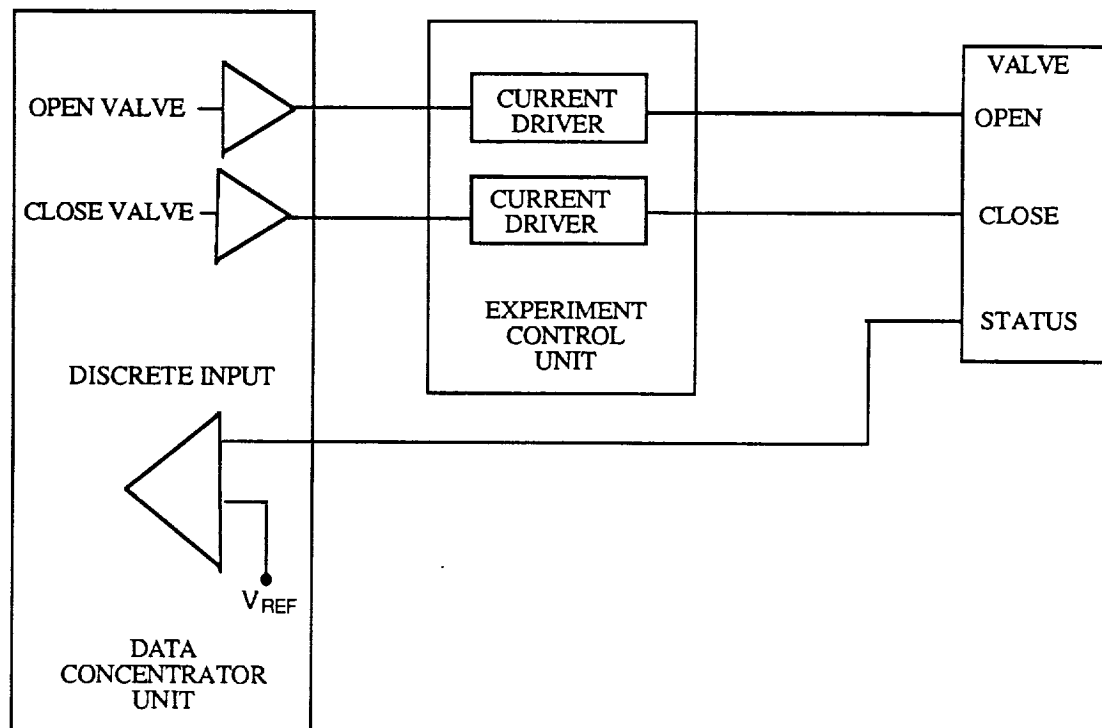 OPEN VALVE
CLOSE VALVE
DISCRETE INPUT
V REF
DATA
CONCENTRATOR
UNIT
CURRENT
DRIVER
CURRENT
DRIVER
EXPERIMENT
CONTROL
UNIT
VALVE
OPEN
CLOSE
STATUS